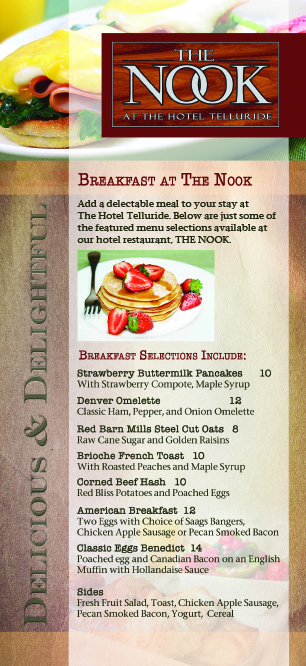 THE
NOOK
AT THE HOTEL TELLURIDE
BREAKFAST AT THE NOOK
Add a delectable meal to your stay at
The Hotel Telluride. Below are just some of
the featured menu selections available at
our hotel restaurant, THE NOOK.
DELICIOUS & DELIGHTFUL
BREAKFAST SELECTIONS INCLUDE:
Strawberry Buttermilk Pancakes 10
With Strawberry Compote, Maple Syrup
Denver Omelette 12
Classic Ham, Pepper, and Onion Omelette
Red Barn Mills Steel Cut Oats 8
Raw Cane Sugar and Golden Raisins
Brioche French Toast 10
With Roasted Peaches and Maple Syrup
Corned Beef Hash 10
Red Bliss Potatoes and Poached Eggs
American Breakfast 12
Two Eggs with Choice of Saags Bangers,
Chicken Apple Sausage or Pecan Smoked Bacon
Classic Eggs Benedict 14
Poached egg and Canadian Bacon on an English
Muffin with Hollandaise Sauce
Sides
Fresh Fruit Salad, Toast, Chicken Apple Sausage,
Pecan Smoked Bacon, Yogurt, Cereal